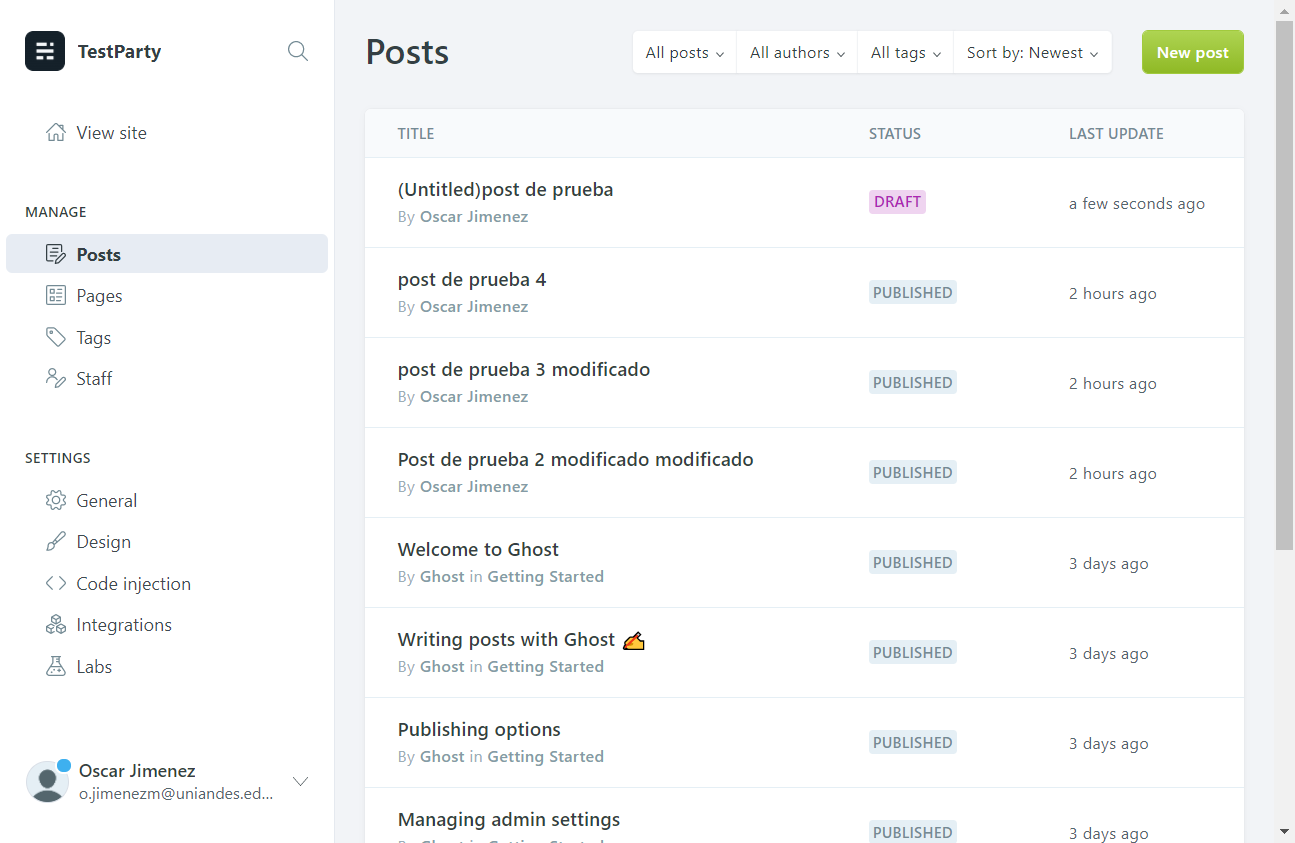 TestParty
View site
MANAGE
Posts
Pages
Tags
Staff
SETTINGS
General
Design
Code injection
Integrations
Labs
Oscar Jimenez
o.jimenezm@uniandes.ed...
Posts
All posts
All authors
All tags
Sort by: Newest
New post
TITLE STATUS LAST UPDATE
(Untitled)post de prueba
By Oscar Jimenez
DRAFT
a few seconds ago
post de prueba 4
By Oscar Jimenez
PUBLISHED
2 hours ago
post de prueba 3 modificado
By Oscar Jimenez
PUBLISHED
2 hours ago
Post de prueba 2 modificado modificado
By Oscar Jimenez
PUBLISHED
2 hours ago
Welcome to Ghost
By Ghost in Getting Started
PUBLISHED
3 days ago
Writing posts with Ghost ✍️
By Ghost in Getting Started
PUBLISHED
3 days ago
Publishing options
By Ghost in Getting Started
PUBLISHED
3 days ago
Managing admin settings
PUBLISHED
3 days ago